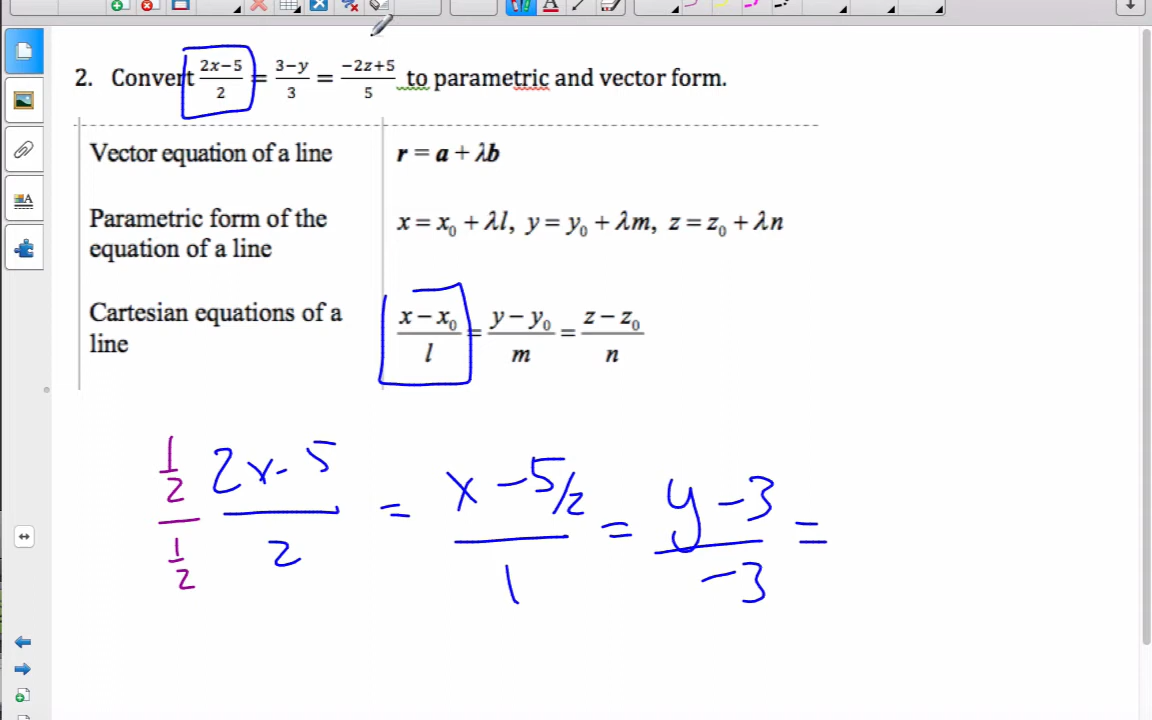 2. Convert (2x−5)/2 = (3−y)/3 = (−2z+5)/5 to parametric and vector form.
Vector equation of a line r = a + λb
Parametric form of the equation of a line x = x₀ + λl, y = y₀ + λm, z = z₀ + λn
Cartesian equations of a line (x − x₀)/l = (y − y₀)/m = (z − z₀)/n
(1/2)/(1/2) (2x - 5)/2 = (x - 5/2)/1 = (y - 3)/(-3) =